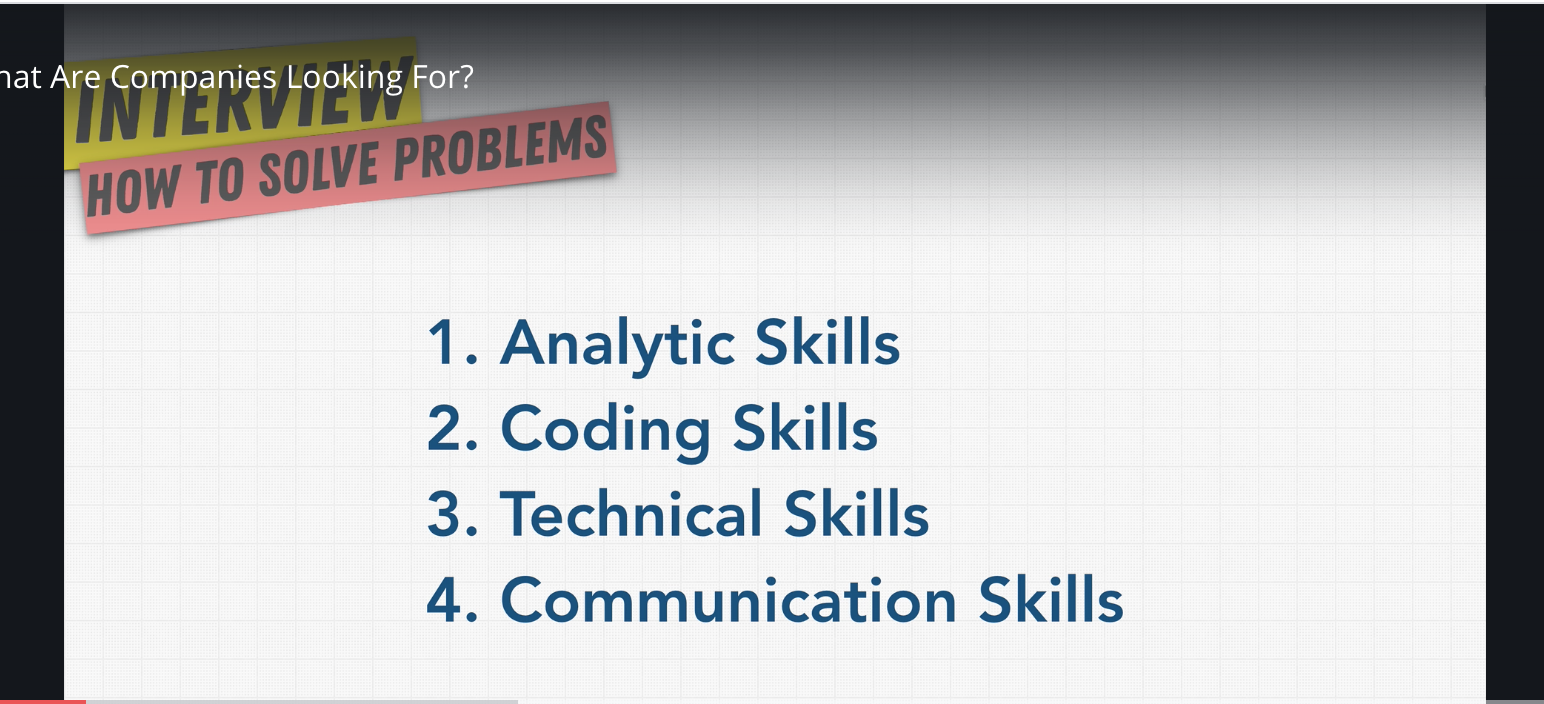 hat Are Companies Looking For?
INTERVIEW
HOW TO SOLVE PROBLEMS
1. Analytic Skills
2. Coding Skills
3. Technical Skills
4. Communication Skills